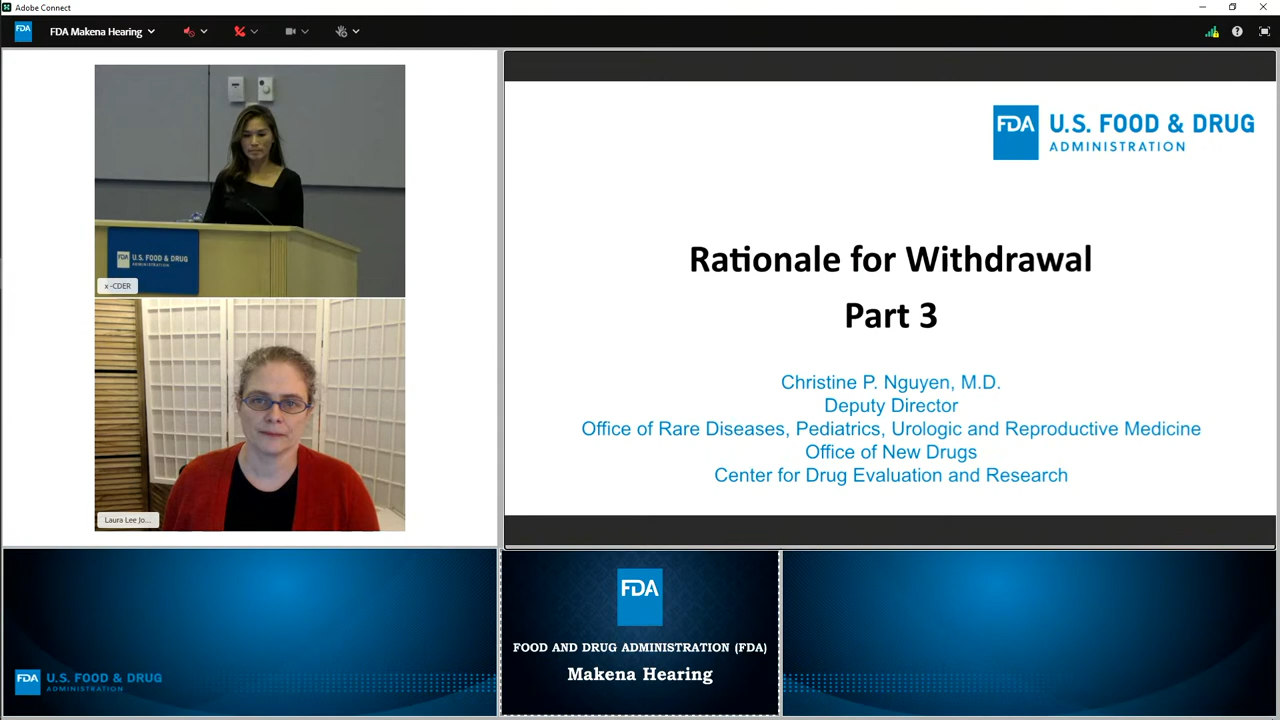 Adobe Connect
FDA
FDA Makena Hearing
FDA
U.S. FOOD & DRUG
ADMINISTRATION
x -CDER
Laura Lee Jo...
FDA
U.S. FOOD & DRUG
ADMINISTRATION
Rationale for Withdrawal
Part 3
Christine P. Nguyen, M.D.
Deputy Director
Office of Rare Diseases, Pediatrics, Urologic and Reproductive Medicine
Office of New Drugs
Center for Drug Evaluation and Research
FDA
U.S. FOOD & DRUG
ADMINISTRATION
FDA
FOOD AND DRUG ADMINISTRATION (FDA)
Makena Hearing